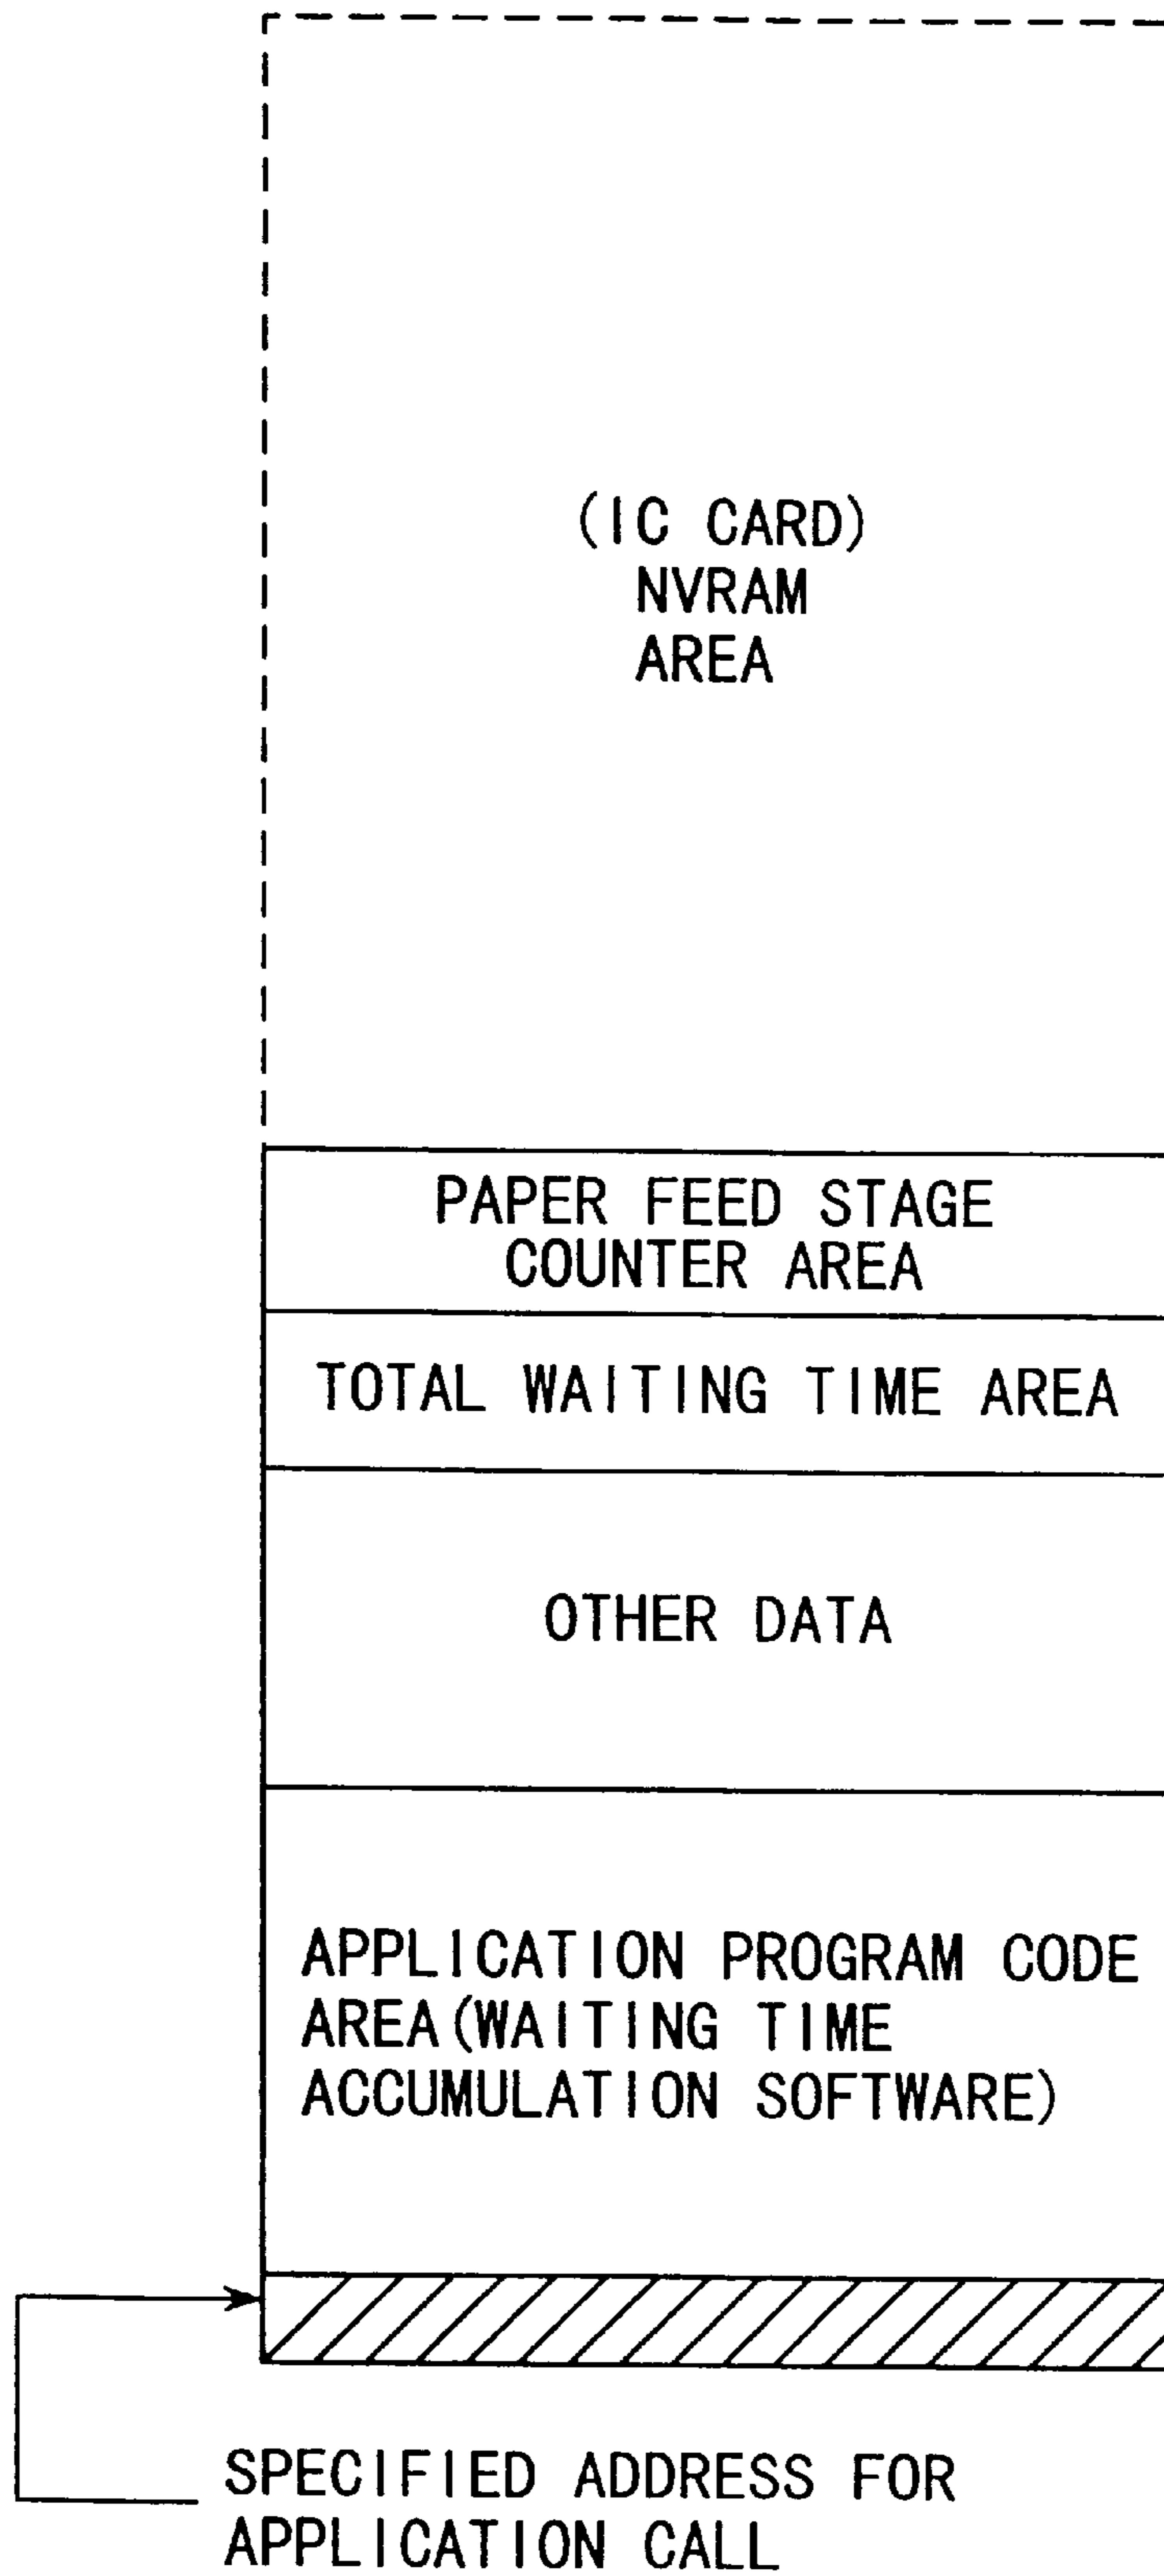 (IC CARD)
NVRAM
AREA
PAPER FEED STAGE
COUNTER AREA
TOTAL WAITING TIME AREA
OTHER DATA
APPLICATION PROGRAM CODE
AREA(WAITING TIME
ACCUMULATION SOFTWARE)
SPECIFIED ADDRESS FOR
APPLICATION CALL